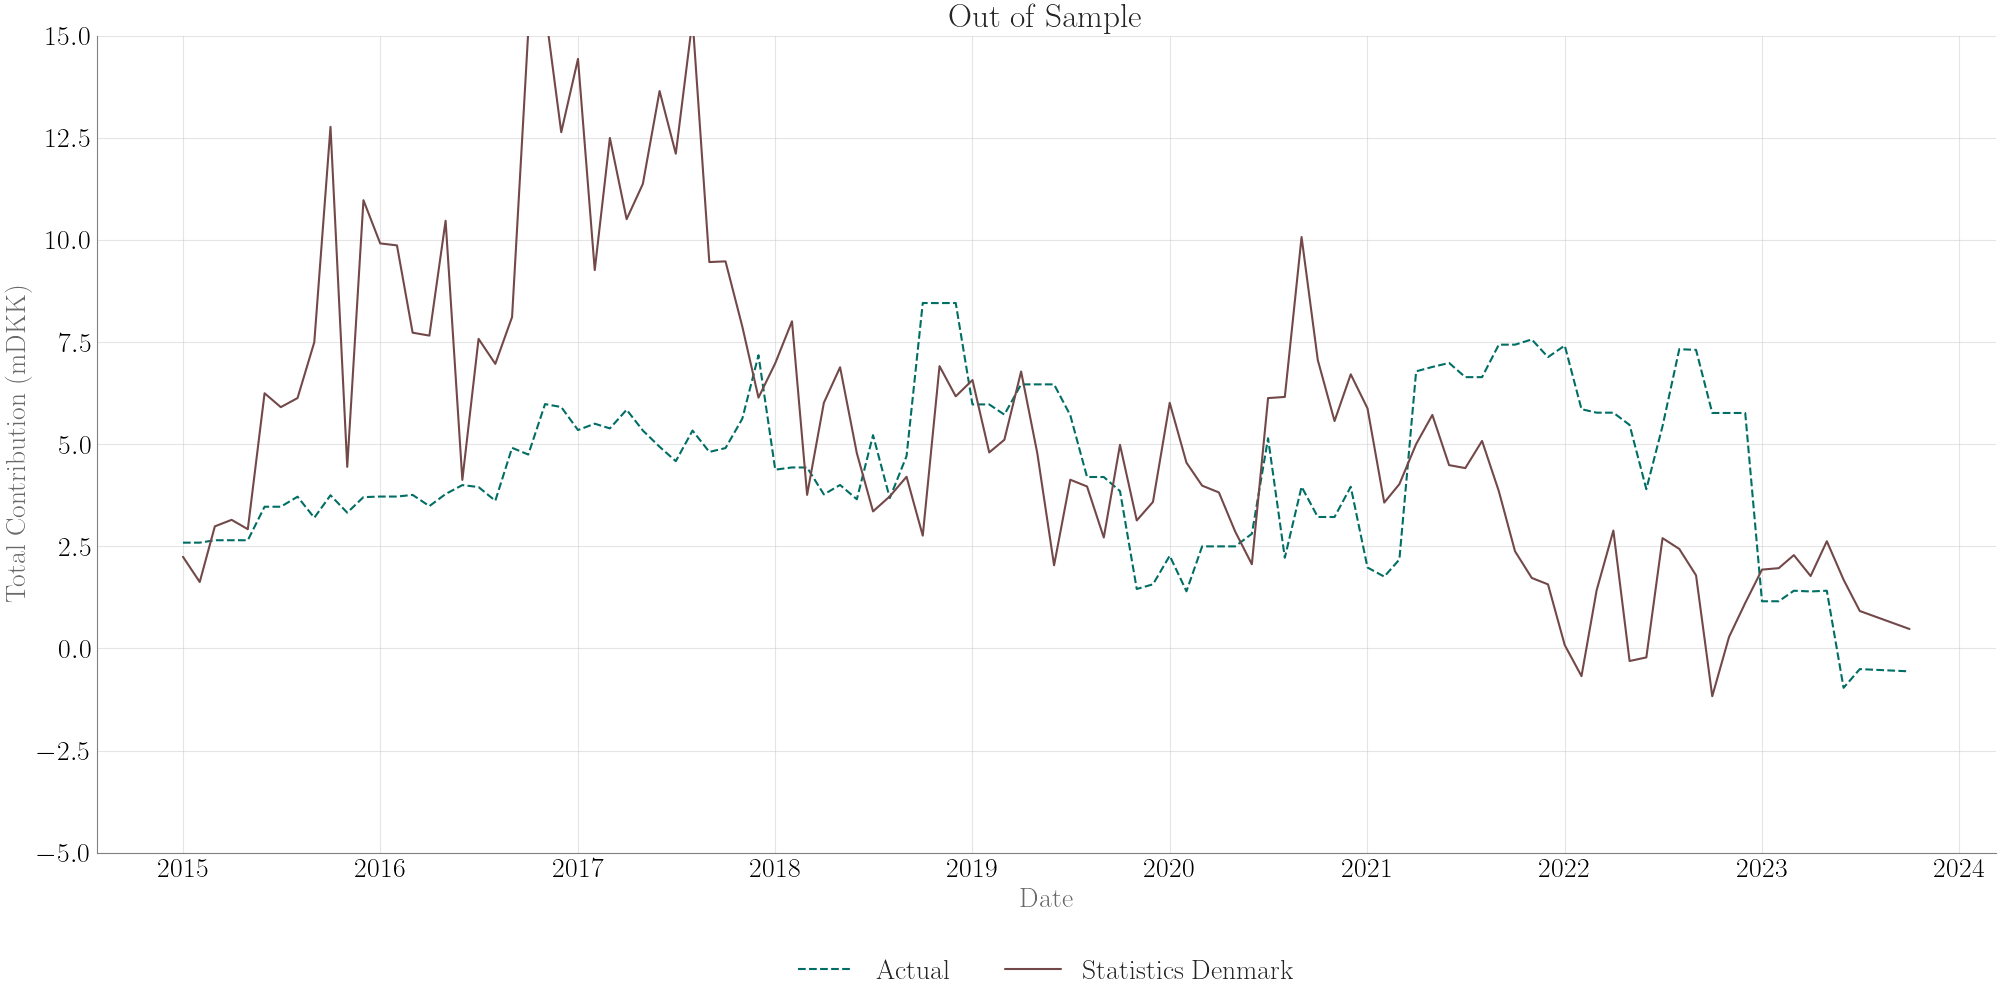 Out of Sample
15.0
12.5
10.0
7.5
5.0
2.5
0.0
−2.5
−5.0
Total Contribution (mDKK)
2015 2016 2017 2018 2019 2020 2021 2022 2023 2024
Date
Actual Statistics Denmark